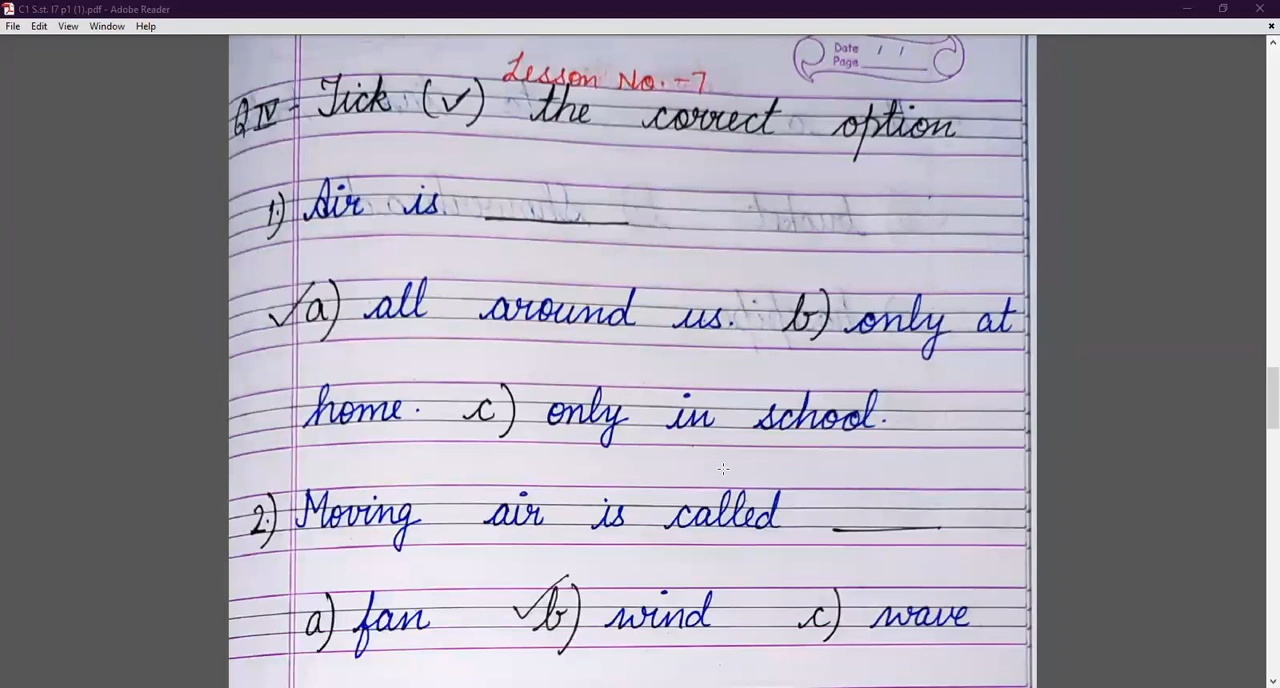 C1 S.st. l7 p1 (1).pdf - Adobe Reader
File Edit View Window Help
Date / /
Page
Lesson No.-7
Q IV - Tick (✓) the correct option
1.) Air is ________
✓a) all around us. b) only at
home. c) only in school.
2.) Moving air is called ________
a) fan ✓b) wind c) wave